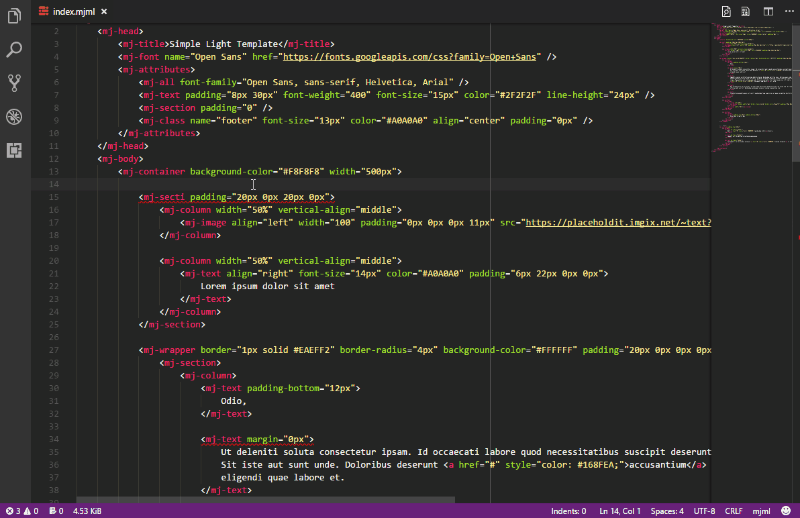 index.mjml
2 <mj-head>
3 <mj-title>Simple Light Template</mj-title>
4 <mj-font name="Open Sans" href="https://fonts.googleapis.com/css?family=Open+Sans" />
5 <mj-attributes>
6 <mj-all font-family="Open Sans, sans-serif, Helvetica, Arial" />
7 <mj-text padding="8px 30px" font-weight="400" font-size="15px" color="#2F2F2F" line-height="24px" />
8 <mj-section padding="0" />
9 <mj-class name="footer" font-size="13px" color="#A0A0A0" align="center" padding="0px" />
10 </mj-attributes>
11 </mj-head>
12 <mj-body>
13 <mj-container background-color="#F8F8F8" width="500px">
14
15 <mj-secti padding="20px 0px 20px 0px">
16 <mj-column width="50%" vertical-align="middle">
17 <mj-image align="left" width="100" padding="0px 0px 0px 11px" src="https://placeholdit.imgix.net/~text?
18 </mj-column>
19
20 <mj-column width="50%" vertical-align="middle">
21 <mj-text align="right" font-size="14px" color="#A0A0A0" padding="6px 22px 0px 0px">
22 Lorem ipsum dolor sit amet
23 </mj-text>
24 </mj-column>
25 </mj-section>
26
27 <mj-wrapper border="1px solid #EAEFF2" border-radius="4px" background-color="#FFFFFF" padding="20px 0px 0px 0px
28 <mj-section>
29 <mj-column>
30 <mj-text padding-bottom="12px">
31 Odio,
32 </mj-text>
33
34 <mj-text margin="0px">
35 Ut deleniti soluta consectetur ipsam. Id occaecati labore quod necessitatibus suscipit deserunt
36 Sit iste aut sunt unde. Doloribus deserunt <a href="#" style="color: #168FEA;">accusantium</a>
37 eligendi quae labore et.
38 </mj-text>
3 0 0 4.53 KiB Indents: 0 Ln 14, Col 1 Spaces: 4 UTF-8 CRLF mjml